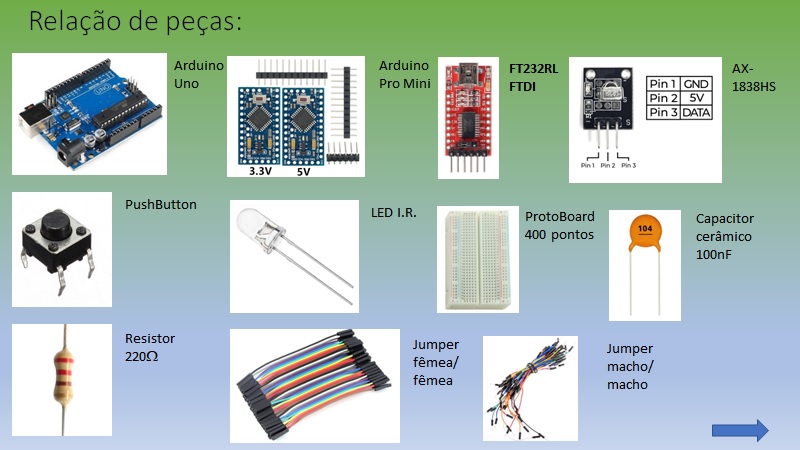 Relação de peças:
Arduino
Uno
3.3V
5V
Arduino
Pro Mini
FT232RL
FTDI
Pin 1 GND
Pin 2 5V
Pin 3 DATA
Pin 1 Pin 2 Pin 3
AX-
1838HS
PushButton
LED I.R.
ProtoBoard
400 pontos
104
Capacitor
cerâmico
100nF
Resistor
220Ω
Jumper
fêmea/
fêmea
Jumper
macho/
macho